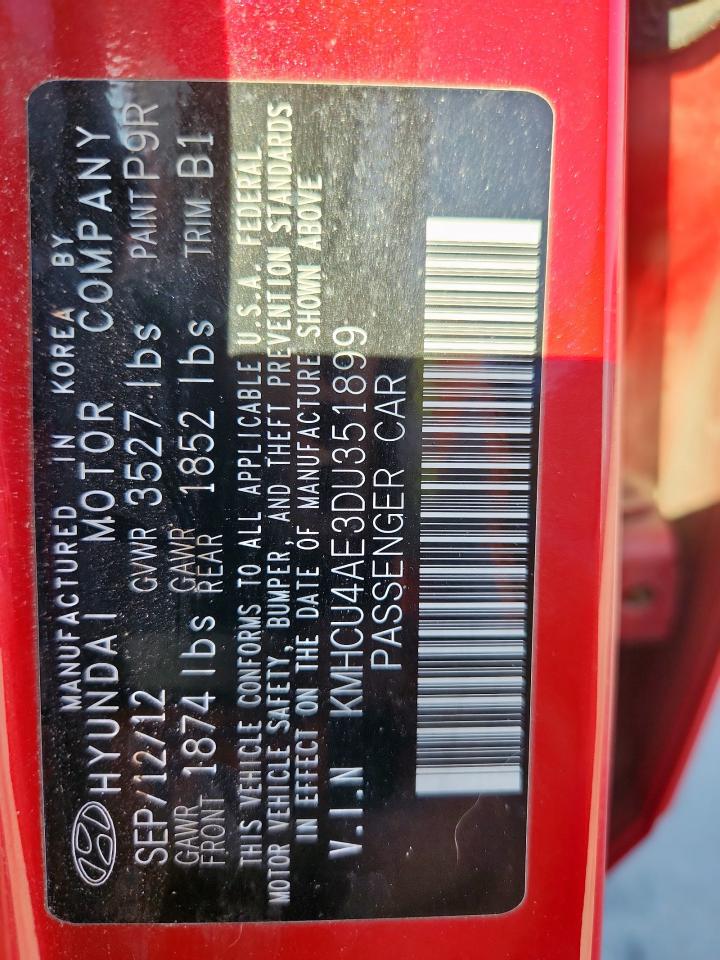 MANUFACTURED IN KOREA BY
HYUNDAI MOTOR COMPANY
SEP/12/12 GVWR 3527 lbs PAINT P9R
GAWR FRONT 1874 lbs GAWR REAR 1852 lbs TRIM B1
THIS VEHICLE CONFORMS TO ALL APPLICABLE U.S.A. FEDERAL
MOTOR VEHICLE SAFETY, BUMPER, AND THEFT PREVENTION STANDARDS
IN EFFECT ON THE DATE OF MANUFACTURE SHOWN ABOVE
V.I.N KMHCU4AE3DU351899
PASSENGER CAR